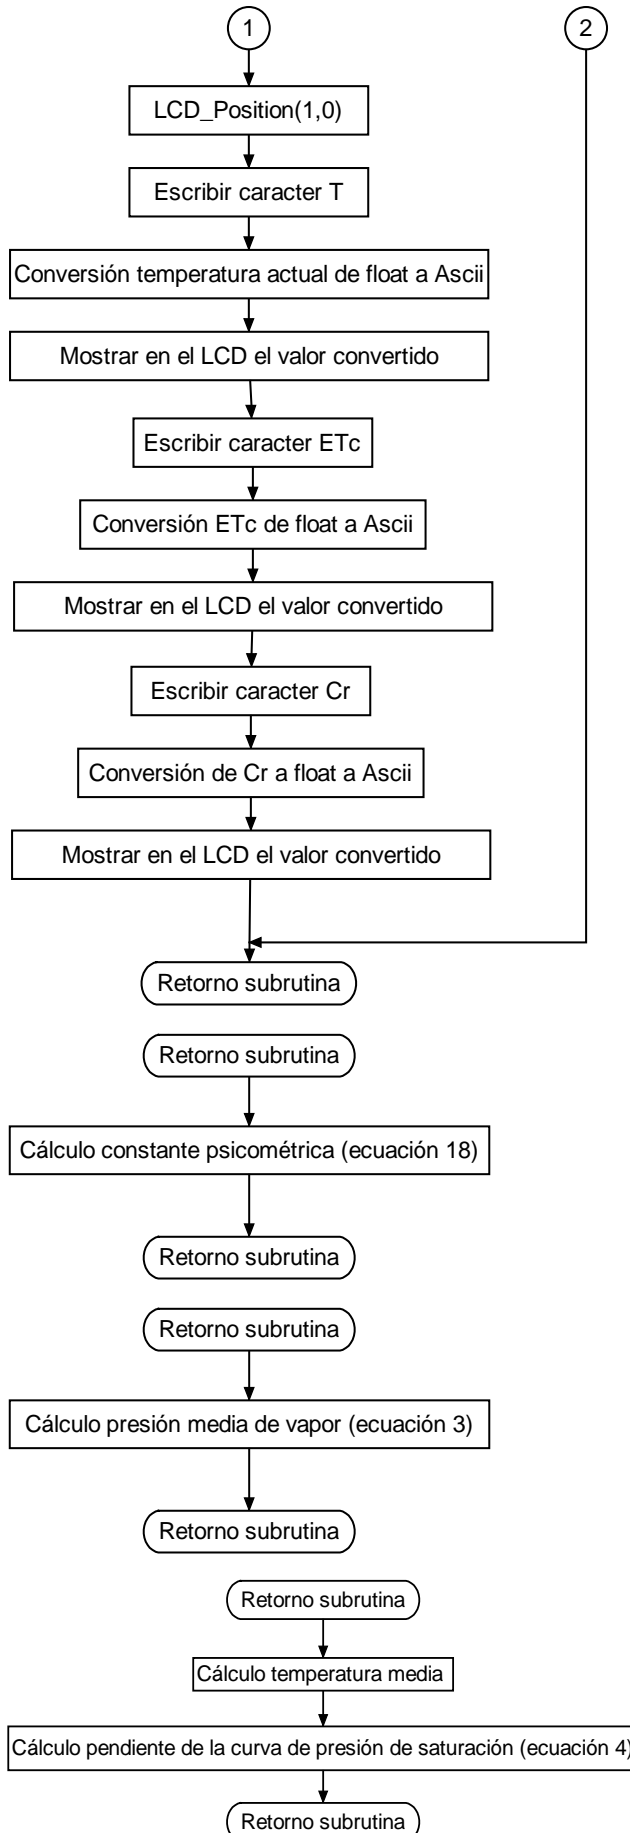 1
2
LCD_Position(1,0)
Escribir caracter T
Conversión temperatura actual de float a Ascii
Mostrar en el LCD el valor convertido
Escribir caracter ETc
Conversión ETc de float a Ascii
Mostrar en el LCD el valor convertido
Escribir caracter Cr
Conversión de Cr a float a Ascii
Mostrar en el LCD el valor convertido
Retorno subrutina
Retorno subrutina
Cálculo constante psicométrica (ecuación 18)
Retorno subrutina
Retorno subrutina
Cálculo presión media de vapor (ecuación 3)
Retorno subrutina
Retorno subrutina
Cálculo temperatura media
Cálculo pendiente de la curva de presión de saturación (ecuación 4)
Retorno subrutina